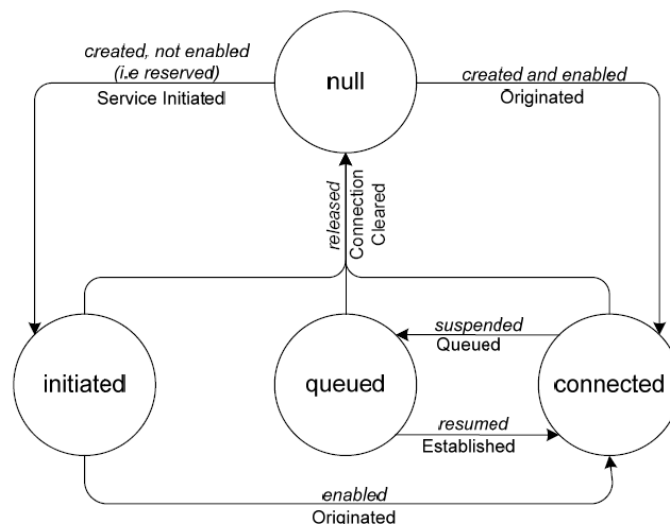 created, not enabled
(i.e reserved)
Service Initiated
null
created and enabled
Originated
released
Connection
Cleared
initiated
queued
connected
suspended
Queued
resumed
Established
enabled
Originated